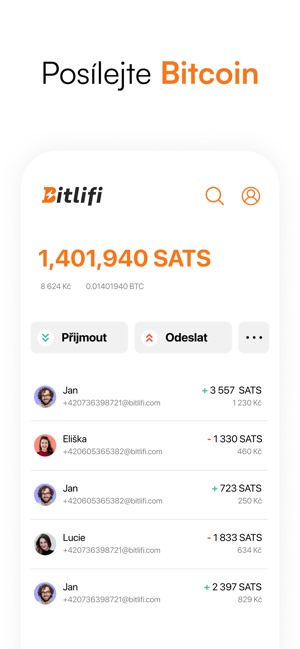 Posílejte Bitcoin
Bitlifi
1,401,940 SATS
8 624 Kč 0.01401940 BTC
Přijmout Odeslat
Jan + 3 557 SATS
+420736398721@bitlifi.com 1 230 Kč
Eliška - 1 330 SATS
+420605365382@bitlifi.com 460 Kč
Jan + 723 SATS
+420605365382@bitlifi.com 250 Kč
Lucie - 1 833 SATS
+420736398721@bitlifi.com 634 Kč
Jan + 2 397 SATS
+420736398721@bitlifi.com 829 Kč